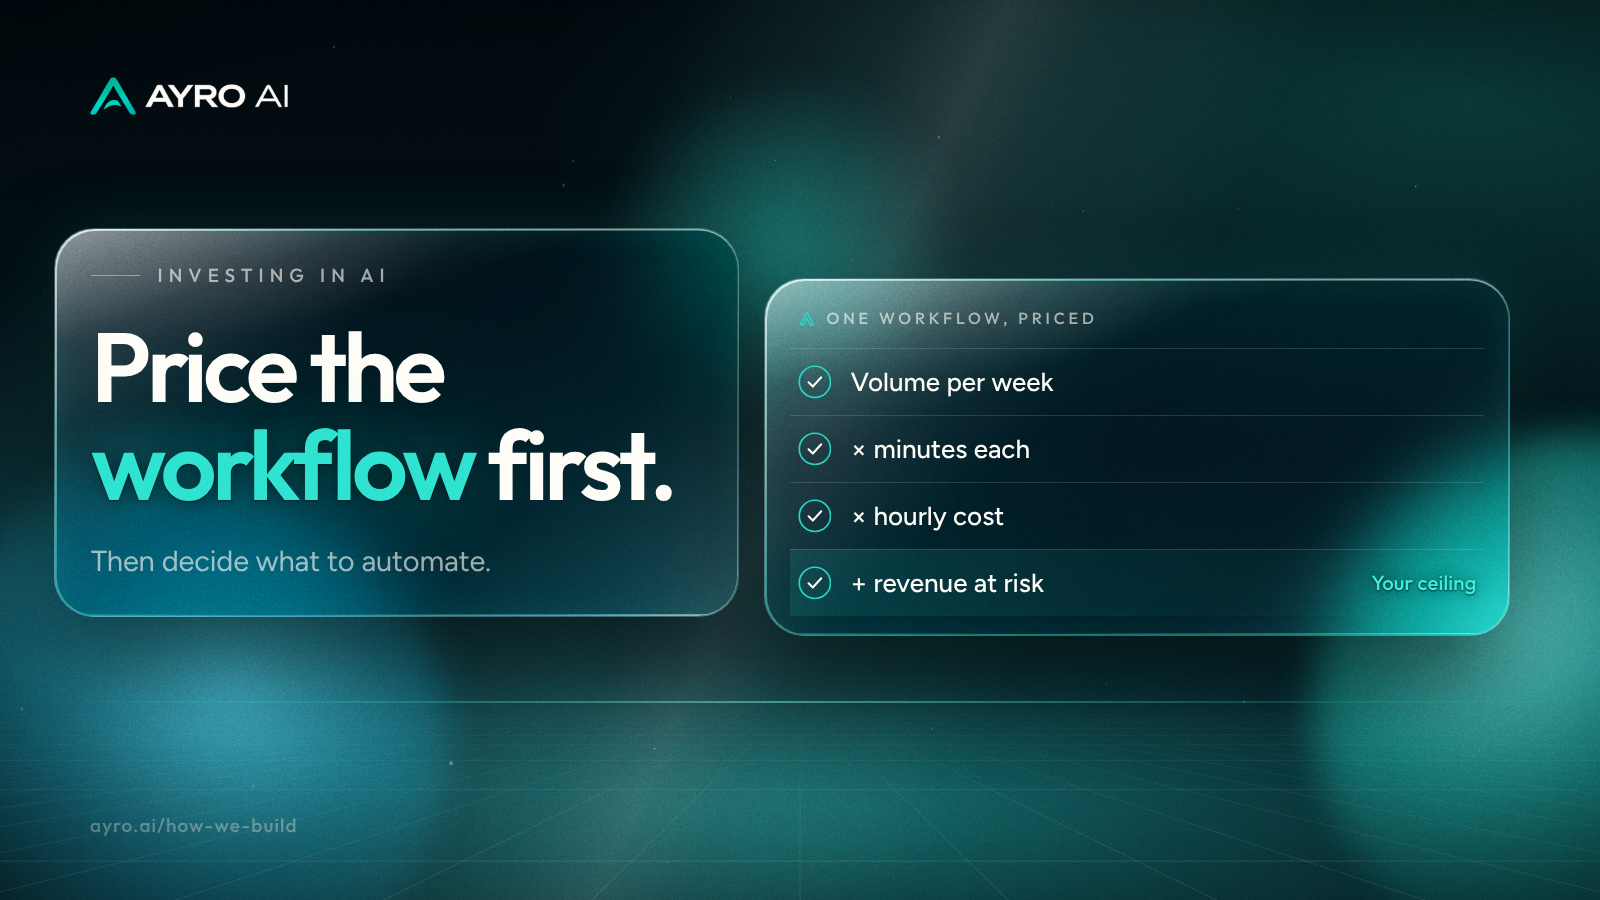 AYRO AI
INVESTING IN AI
Price the
workflow first.
Then decide what to automate.
ONE WORKFLOW, PRICED
Volume per week
× minutes each
× hourly cost
+ revenue at risk
Your ceiling
ayro.ai/how-we-build